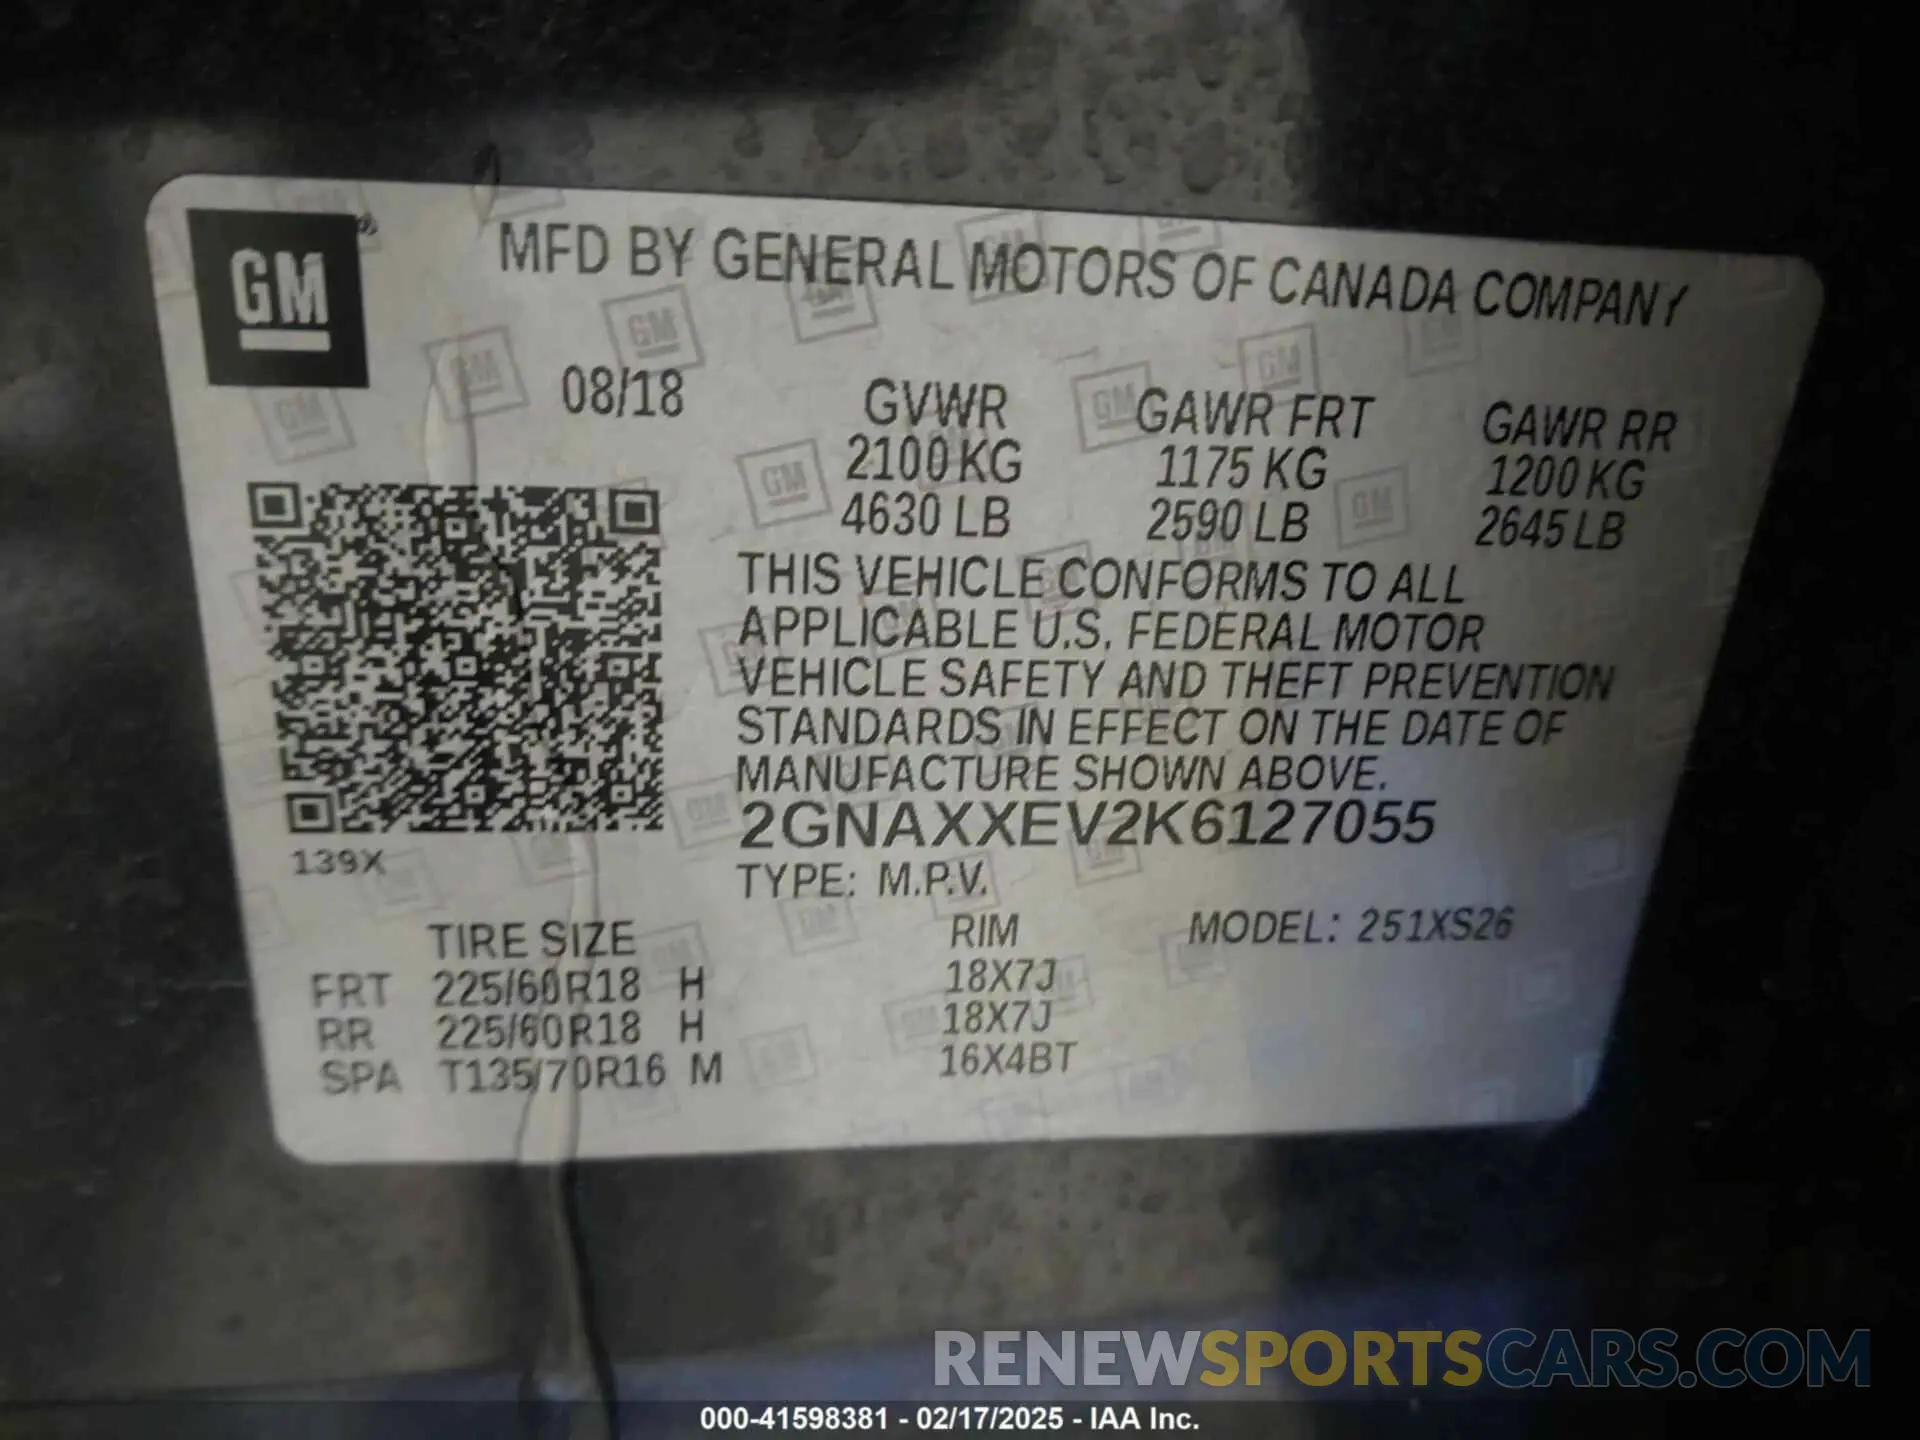 GM®
MFD BY GENERAL MOTORS OF CANADA COMPANY
08/18
GVWR GAWR FRT GAWR RR
2100 KG 1175 KG 1200 KG
4630 LB 2590 LB 2645 LB
THIS VEHICLE CONFORMS TO ALL
APPLICABLE U.S. FEDERAL MOTOR
VEHICLE SAFETY AND THEFT PREVENTION
STANDARDS IN EFFECT ON THE DATE OF
MANUFACTURE SHOWN ABOVE.
2GNAXXEV2K6127055
139X
TYPE: M.P.V.
TIRE SIZE RIM MODEL: 251XS26
FRT 225/60R18 H 18X7J
RR 225/60R18 H 18X7J
SPA T135/70R16 M 16X4BT
RENEWSPORTSCARS.COM
000-41598381 - 02/17/2025 - IAA Inc.